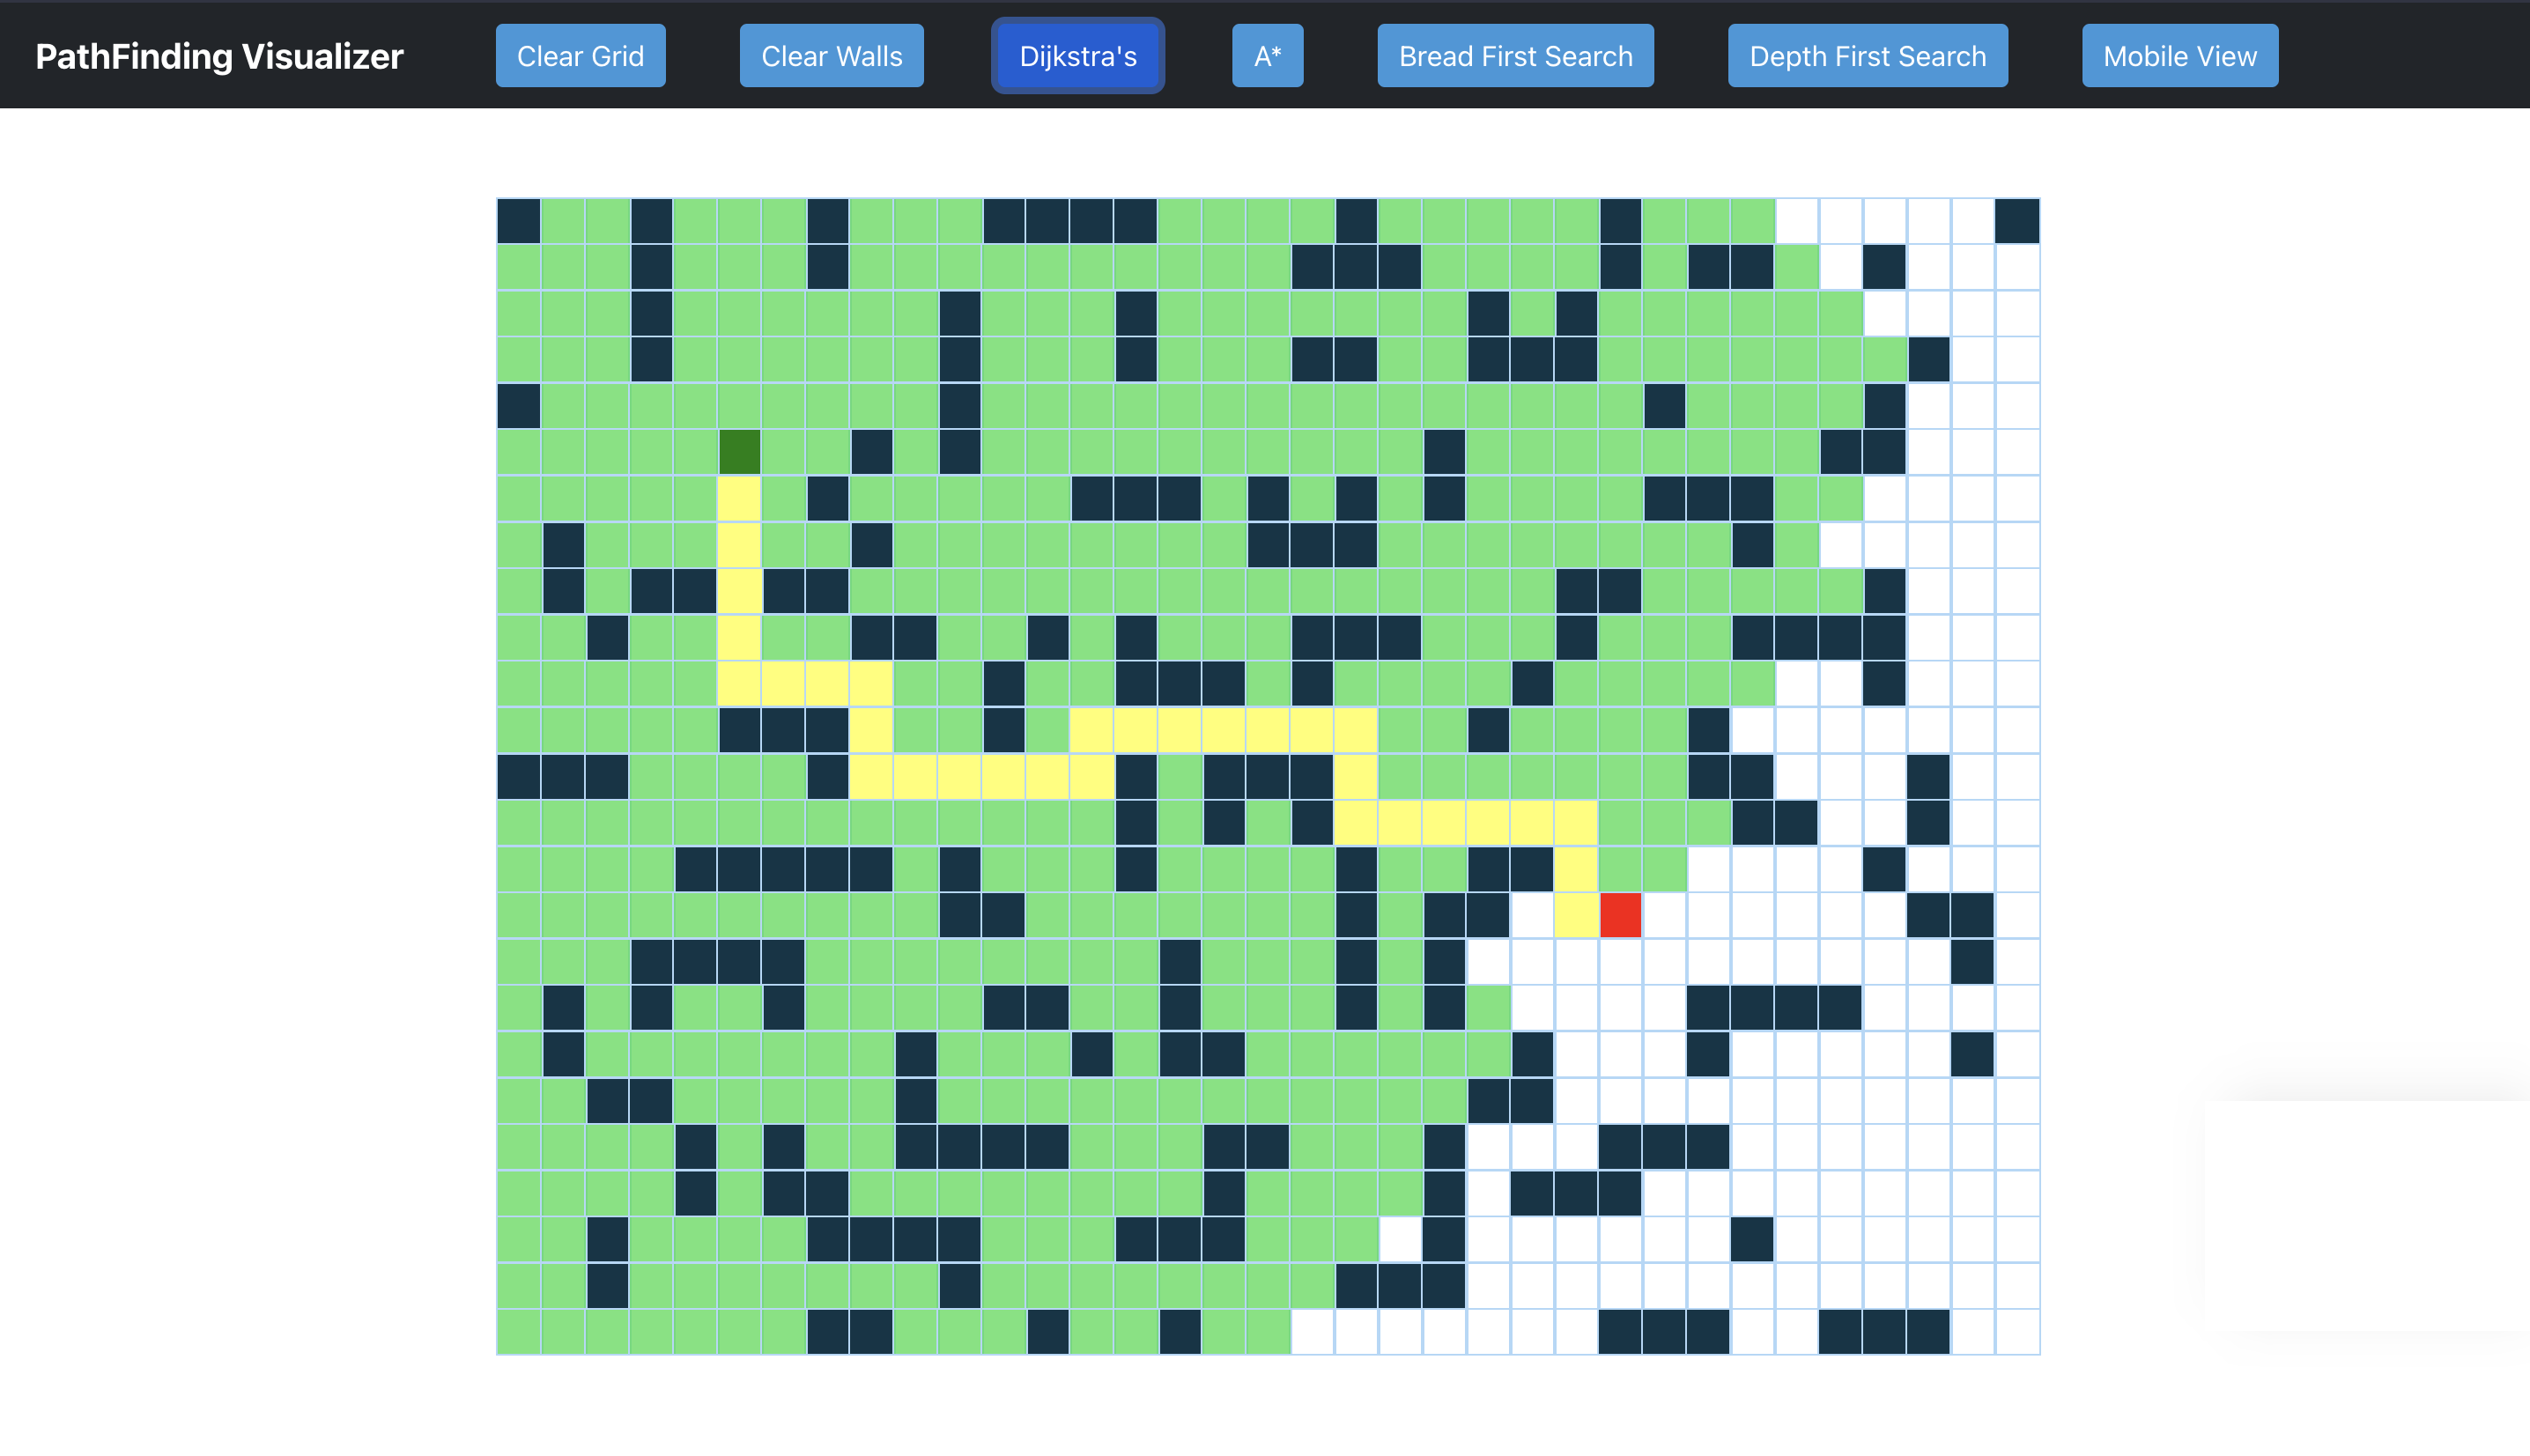 PathFinding Visualizer
Clear Grid
Clear Walls
Dijkstra's
A*
Bread First Search
Depth First Search
Mobile View